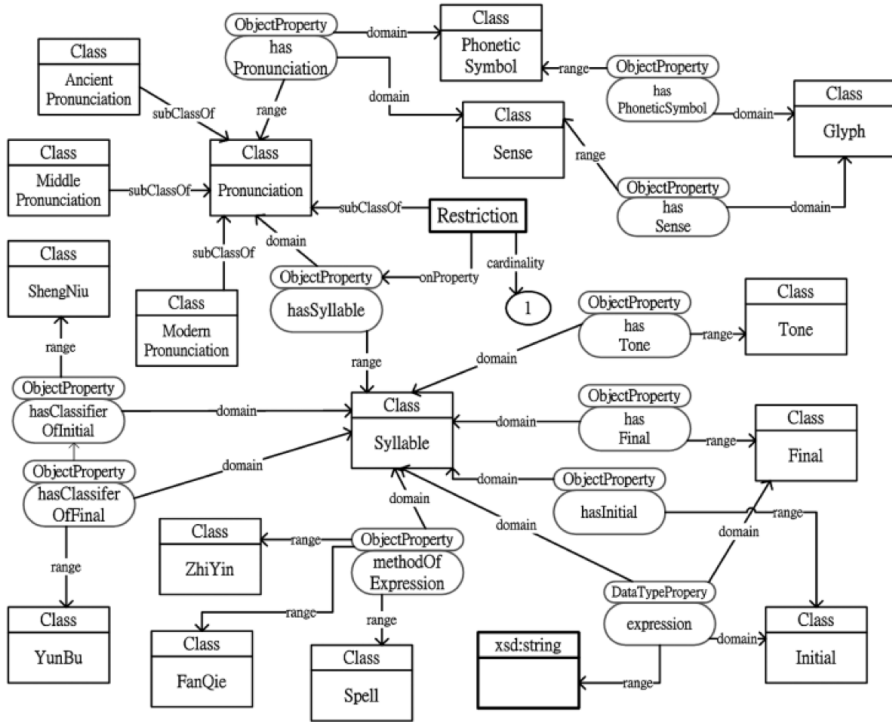 ObjectProperty
has
Pronunciation
domain
Class
Phonetic
Symbol
Class
Ancient
Pronunciation
range
ObjectProperty
has
PhoneticSymbol
range
domain
Class
Glyph
domain
subClassOf
Class
Sense
range
Class
Pronunciation
Class
Middle
Pronunciation
subClassOf
ObjectProperty
has
Sense
domain
subClassOf
Restriction
subClassOf
domain
Class
ShengNiu
ObjectProperty
hasSyllable
onProperty
cardinality
1
Class
Modern
Pronunciation
ObjectProperty
has
Tone
Class
Tone
range
domain
range
range
ObjectProperty
hasClassifier
OfInitial
domain
Class
Syllable
domain
ObjectProperty
has
Final
range
Class
Final
ObjectProperty
hasClassifer
OfFinal
domain
domain
ObjectProperty
hasInitial
range
domain
domain
domain
Class
ZhiYin
range
ObjectProperty
methodOf
Expression
range
range
range
DataTypePropery
expression
domain
Class
Initial
Class
YunBu
Class
FanQie
Class
Spell
xsd:string
range